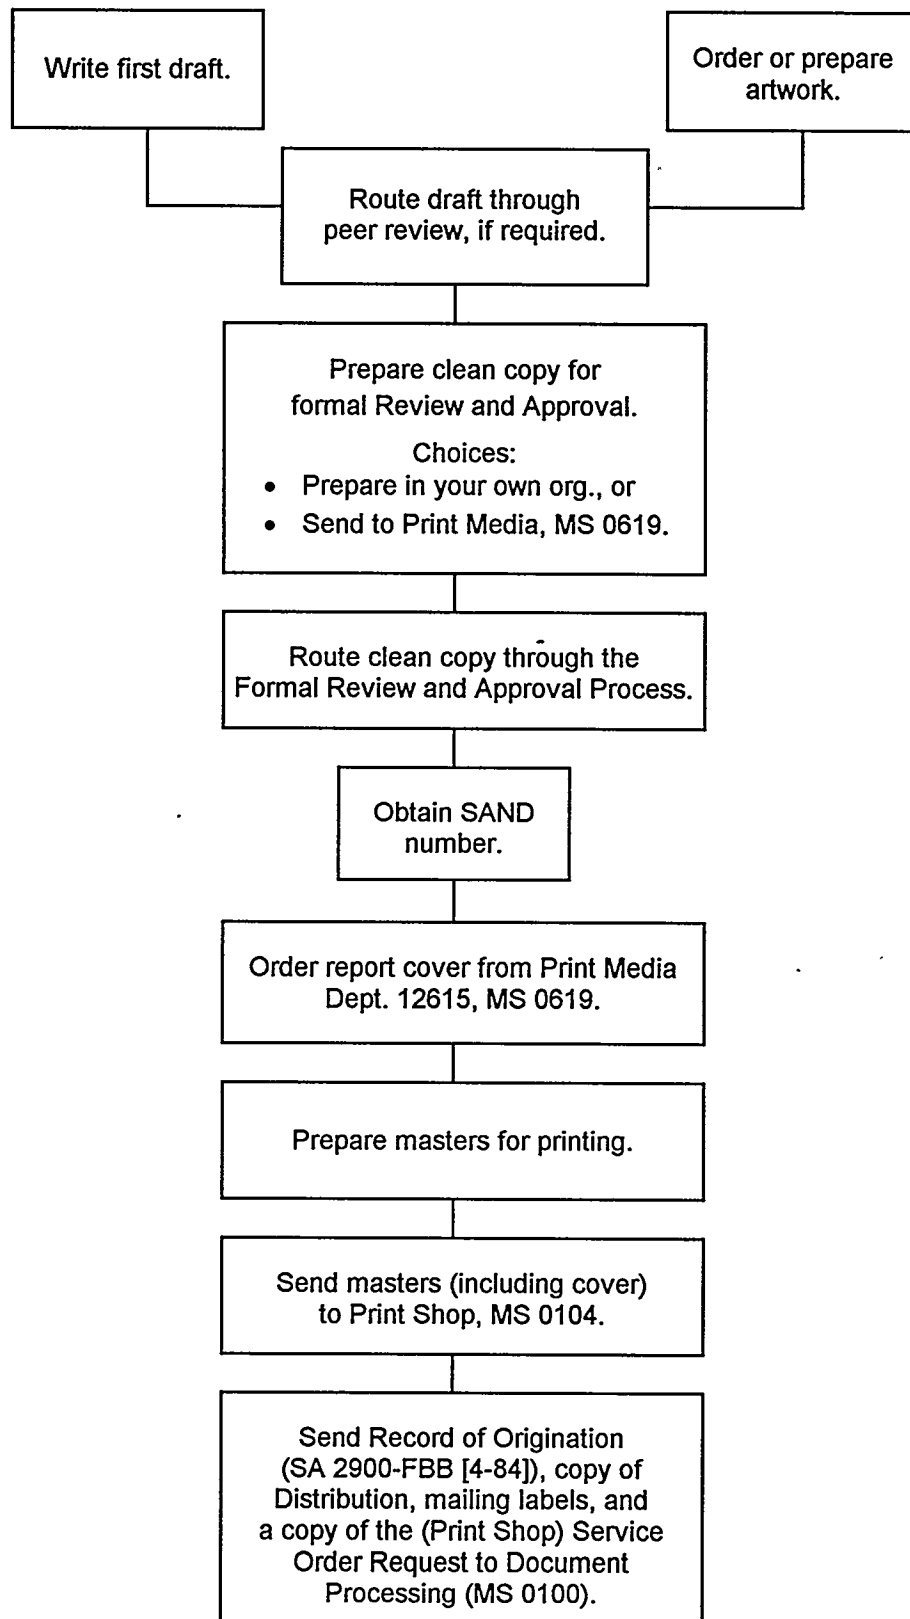 Write first draft.
Order or prepare
artwork.
Route draft through
peer review, if required.
Prepare clean copy for
formal Review and Approval.
Choices:
• Prepare in your own org., or
• Send to Print Media, MS 0619.
Route clean copy through the
Formal Review and Approval Process.
Obtain SAND
number.
Order report cover from Print Media
Dept. 12615, MS 0619.
Prepare masters for printing.
Send masters (including cover)
to Print Shop, MS 0104.
Send Record of Origination
(SA 2900-FBB [4-84]), copy of
Distribution, mailing labels, and
a copy of the (Print Shop) Service
Order Request to Document
Processing (MS 0100).